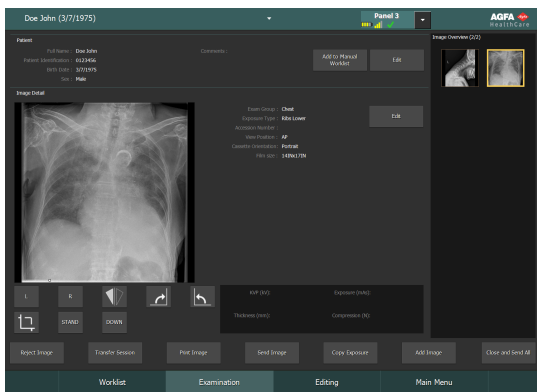 Doe John (3/7/1975)
Panel 3
AGFA
HealthCare
Patient
Full Name : Doe John
Comments :
Patient Identification : 0123456
Birth Date : 3/7/1975
Sex : Male
Add to Manual
Worklist
Edit
Image Overview (2/2)
Image Detail
Exam Group : Chest
Exposure Type : Ribs Lower
Accession Number :
View Position : AP
Cassette Orientation : Portrait
Film size : 14INx17IN
Edit
L
R
STAND
DOWN
KVP (kV):
Exposure (mAs):
Thickness (mm):
Compression (N):
Reject Image
Transfer Session
Print Image
Send Image
Copy Exposure
Add Image
Close and Send All
Worklist
Examination
Editing
Main Menu